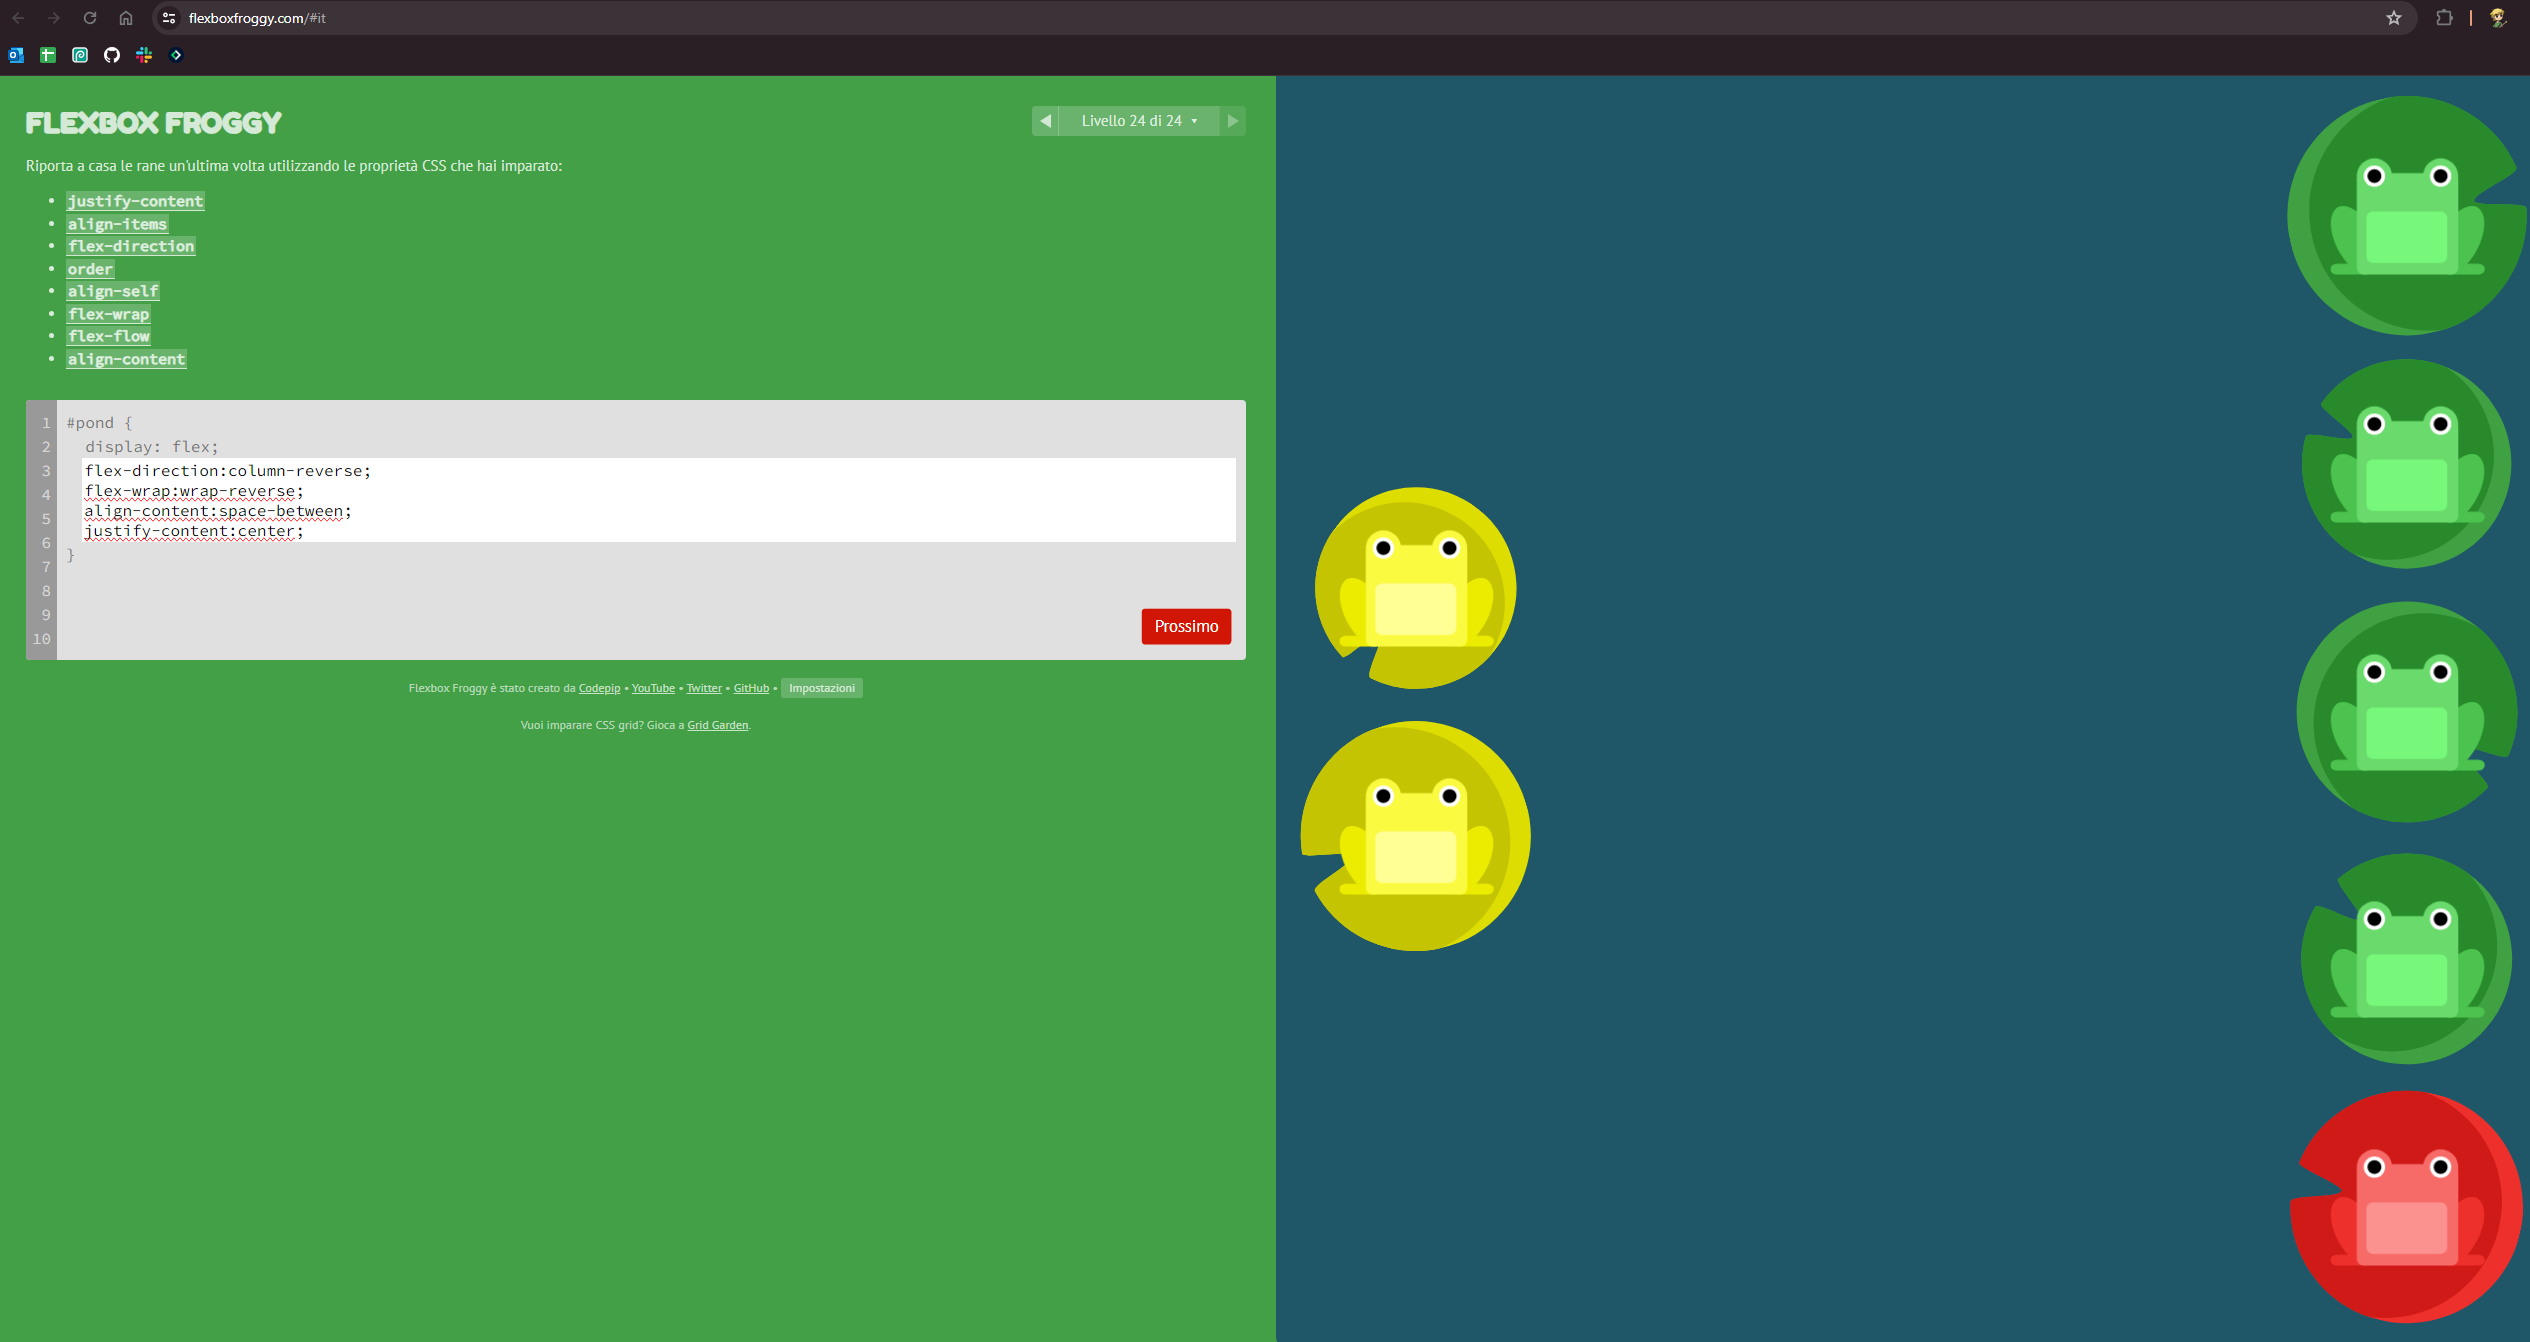 flexboxfroggy.com/#it
FLEXBOX FROGGY
Livello 24 di 24
Riporta a casa le rane un'ultima volta utilizzando le proprietà CSS che hai imparato:
justify-content
align-items
flex-direction
order
align-self
flex-wrap
flex-flow
align-content
1 #pond {
2 display: flex;
3 flex-direction:column-reverse;
4 flex-wrap:wrap-reverse;
5 align-content:space-between;
6 justify-content:center;
7 }
8
9
10
Prossimo
Flexbox Froggy è stato creato da Codepip • YouTube • Twitter • GitHub • Impostazioni
Vuoi imparare CSS grid? Gioca a Grid Garden.